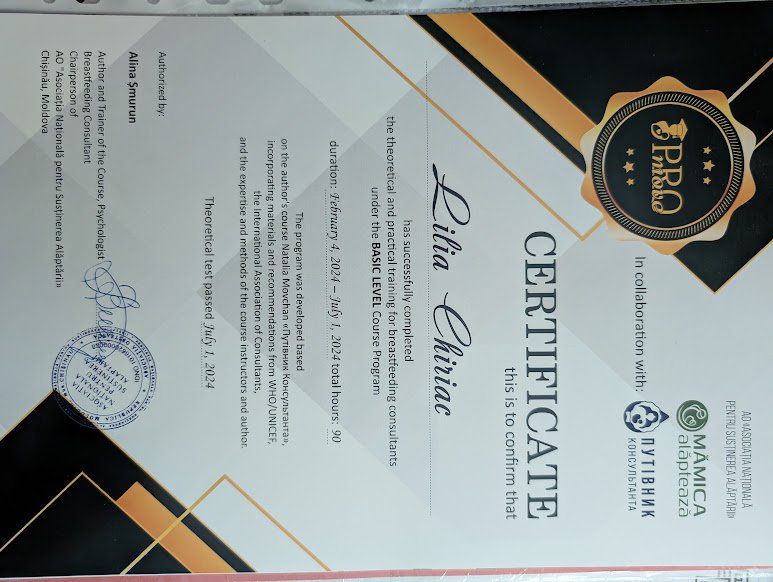 АО «ASOCIAȚIA NAȚIONALĂ
PENTRU SUSȚINEREA ALĂPTĂRII»
MĂMICA
alăptează
In collaboration with:
ПУТІВНИК
КОНСУЛЬТАНТА
PRO
CERTIFICATE
this is to confirm that
Lilia Chiriac
has successfully completed
the theoretical and practical training for breastfeeding consultants
under the BASIC LEVEL Course Program
duration: February 4, 2024 – July 1, 2024 total hours: 90
The program was developed based
on the author's course Natalia Movchan «Путівник Консультанта»,
incorporating materials and recommendations from WHO/UNICEF,
the International Association of Consultants,
and the expertise and methods of the course instructors and author.
Theoretical test passed July 1, 2024
Authorized by:
Alina Șmurun
Author and Trainer of the Course, Psychologist
Breastfeeding Consultant
Chairperson of
AO "Asociația Națională pentru Susținerea Alăptării»
Chișinău, Moldova